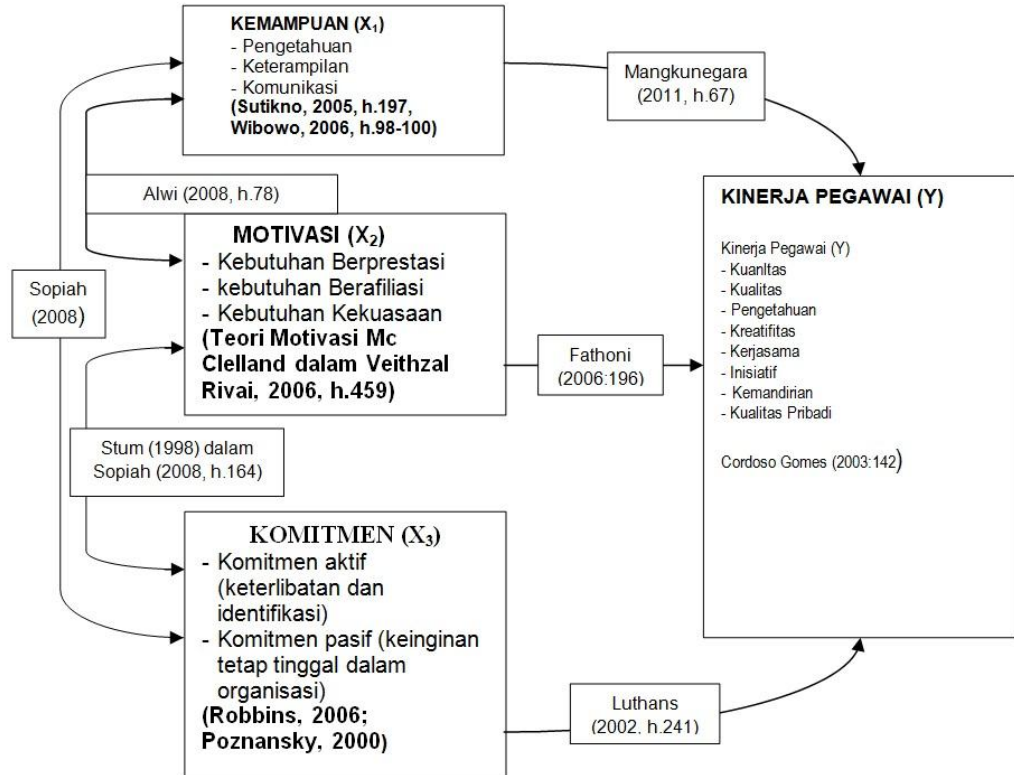 KEMAMPUAN (X₁)
- Pengetahuan
- Keterampilan
- Komunikasi
(Sutikno, 2005, h.197,
Wibowo, 2006, h.98-100)
Mangkunegara
(2011, h.67)
Alwi (2008, h.78)
Sopiah
(2008)
MOTIVASI (X₂)
- Kebutuhan Berprestasi
- kebutuhan Berafiliasi
- Kebutuhan Kekuasaan
(Teori Motivasi Mc
Clelland dalam Veithzal
Rivai, 2006, h.459)
Fathoni
(2006:196)
KINERJA PEGAWAI (Y)
Kinerja Pegawai (Y)
- Kuanltas
- Kualitas
- Pengetahuan
- Kreatifitas
- Kerjasama
- Inisiatif
- Kemandirian
- Kualitas Pribadi
Cordoso Gomes (2003:142)
Stum (1998) dalam
Sopiah (2008, h.164)
KOMITMEN (X₃)
- Komitmen aktif
(keterlibatan dan
identifikasi)
- Komitmen pasif (keinginan
tetap tinggal dalam
organisasi)
(Robbins, 2006;
Poznansky, 2000)
Luthans
(2002, h.241)